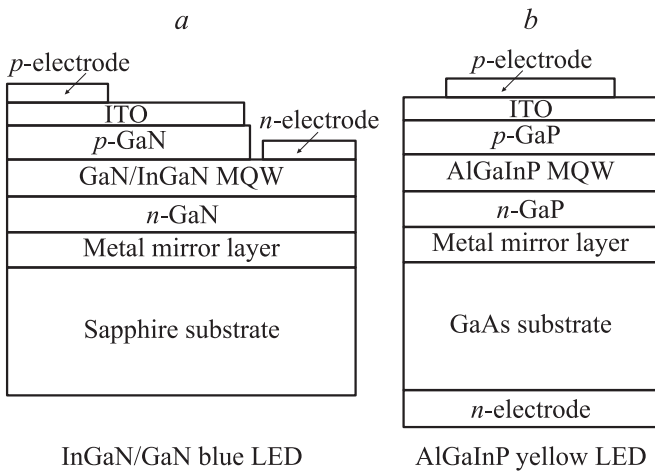 a
p-electrode
ITO
p-GaN
n-electrode
GaN/InGaN MQW
n-GaN
Metal mirror layer
Sapphire substrate
InGaN/GaN blue LED
b
p-electrode
ITO
p-GaP
AlGaInP MQW
n-GaP
Metal mirror layer
GaAs substrate
n-electrode
AlGaInP yellow LED